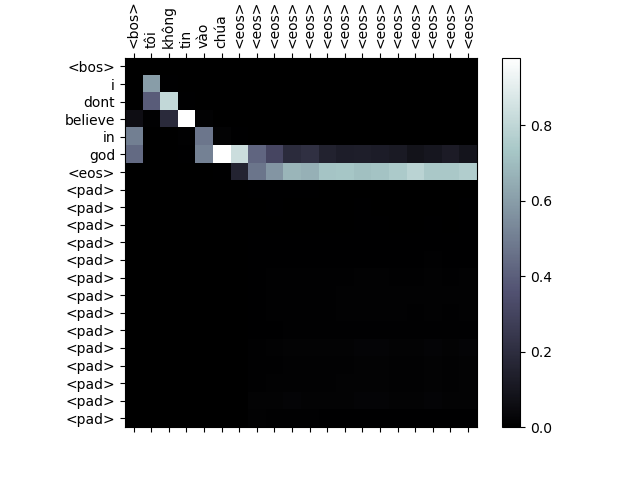 <bos> tôi không tin vào chúa <eos> <eos> <eos> <eos> <eos> <eos> <eos> <eos> <eos> <eos> <eos> <eos> <eos> <eos>
<bos>
i
dont
believe
in
god
<eos>
<pad>
<pad>
<pad>
<pad>
<pad>
<pad>
<pad>
<pad>
<pad>
<pad>
<pad>
<pad>
<pad>
<pad>
0.8
0.6
0.4
0.2
0.0